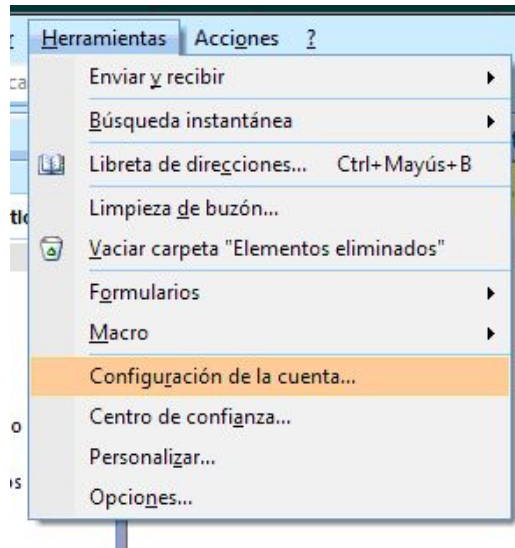 Herramientas Acciones ?
Enviar y recibir
Búsqueda instantánea
Libreta de direcciones... Ctrl+Mayús+B
Limpieza de buzón...
Vaciar carpeta "Elementos eliminados"
Formularios
Macro
Configuración de la cuenta...
Centro de confianza...
Personalizar...
Opciones...